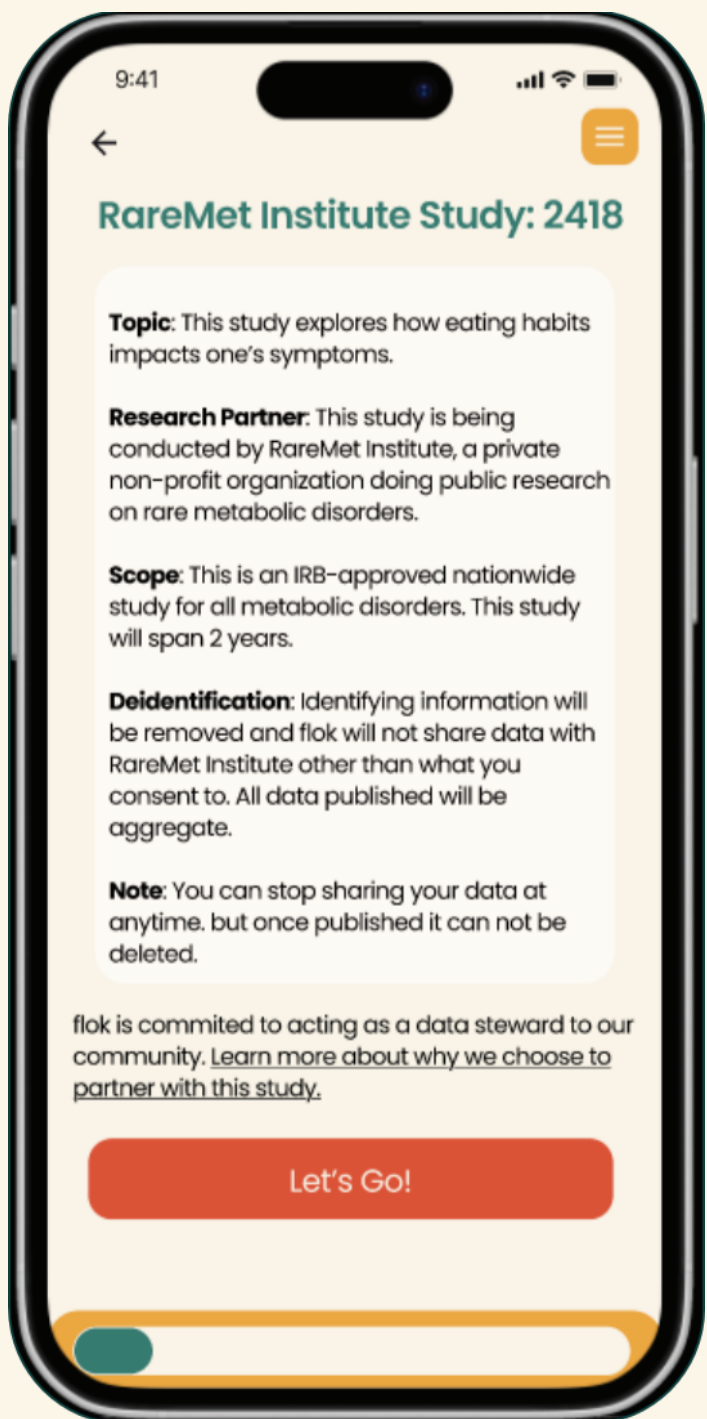 9:41
RareMet Institute Study: 2418
Topic: This study explores how eating habits
impacts one's symptoms.
Research Partner: This study is being
conducted by RareMet Institute, a private
non-profit organization doing public research
on rare metabolic disorders.
Scope: This is an IRB-approved nationwide
study for all metabolic disorders. This study
will span 2 years.
Deidentification: Identifying information will
be removed and flok will not share data with
RareMet Institute other than what you
consent to. All data published will be
aggregate.
Note: You can stop sharing your data at
anytime. but once published it can not be
deleted.
flok is commited to acting as a data steward to our
community. Learn more about why we choose to
partner with this study.
Let's Go!